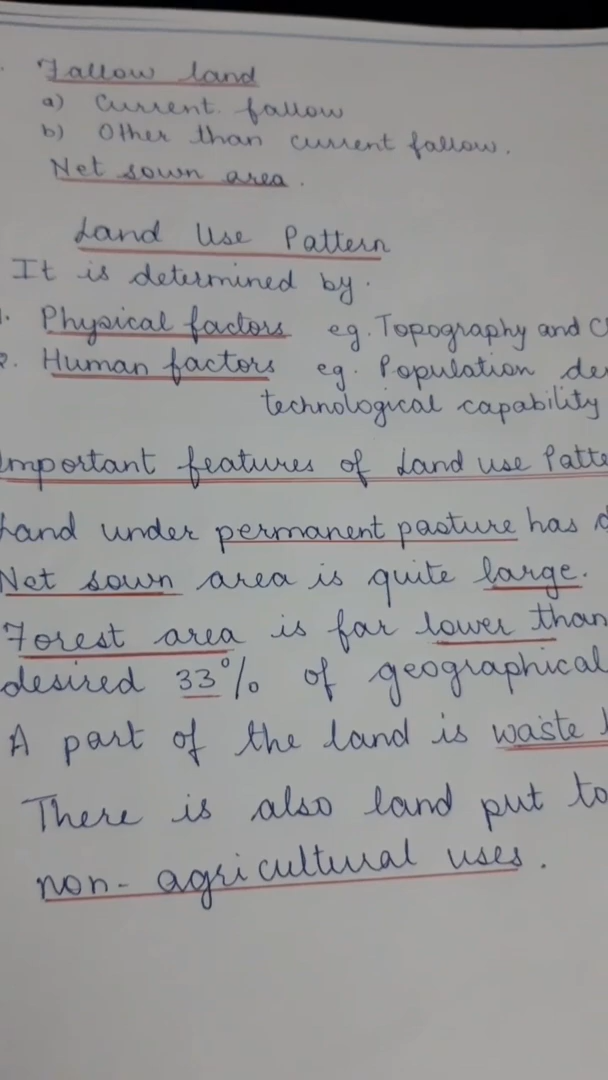 Fallow land
a) Current fallow
b) Other than current fallow.
Net sown area.
Land Use Pattern
It is determined by.
1. Physical factors eg. Topography and
2. Human factors eg. Population
technological capability
Important features of Land use
Land under permanent pasture has
Net sown area is quite large.
Forest area is far lower than
desired 33% of geographical
A part of the land is waste
There is also land put to
non-agricultural uses.